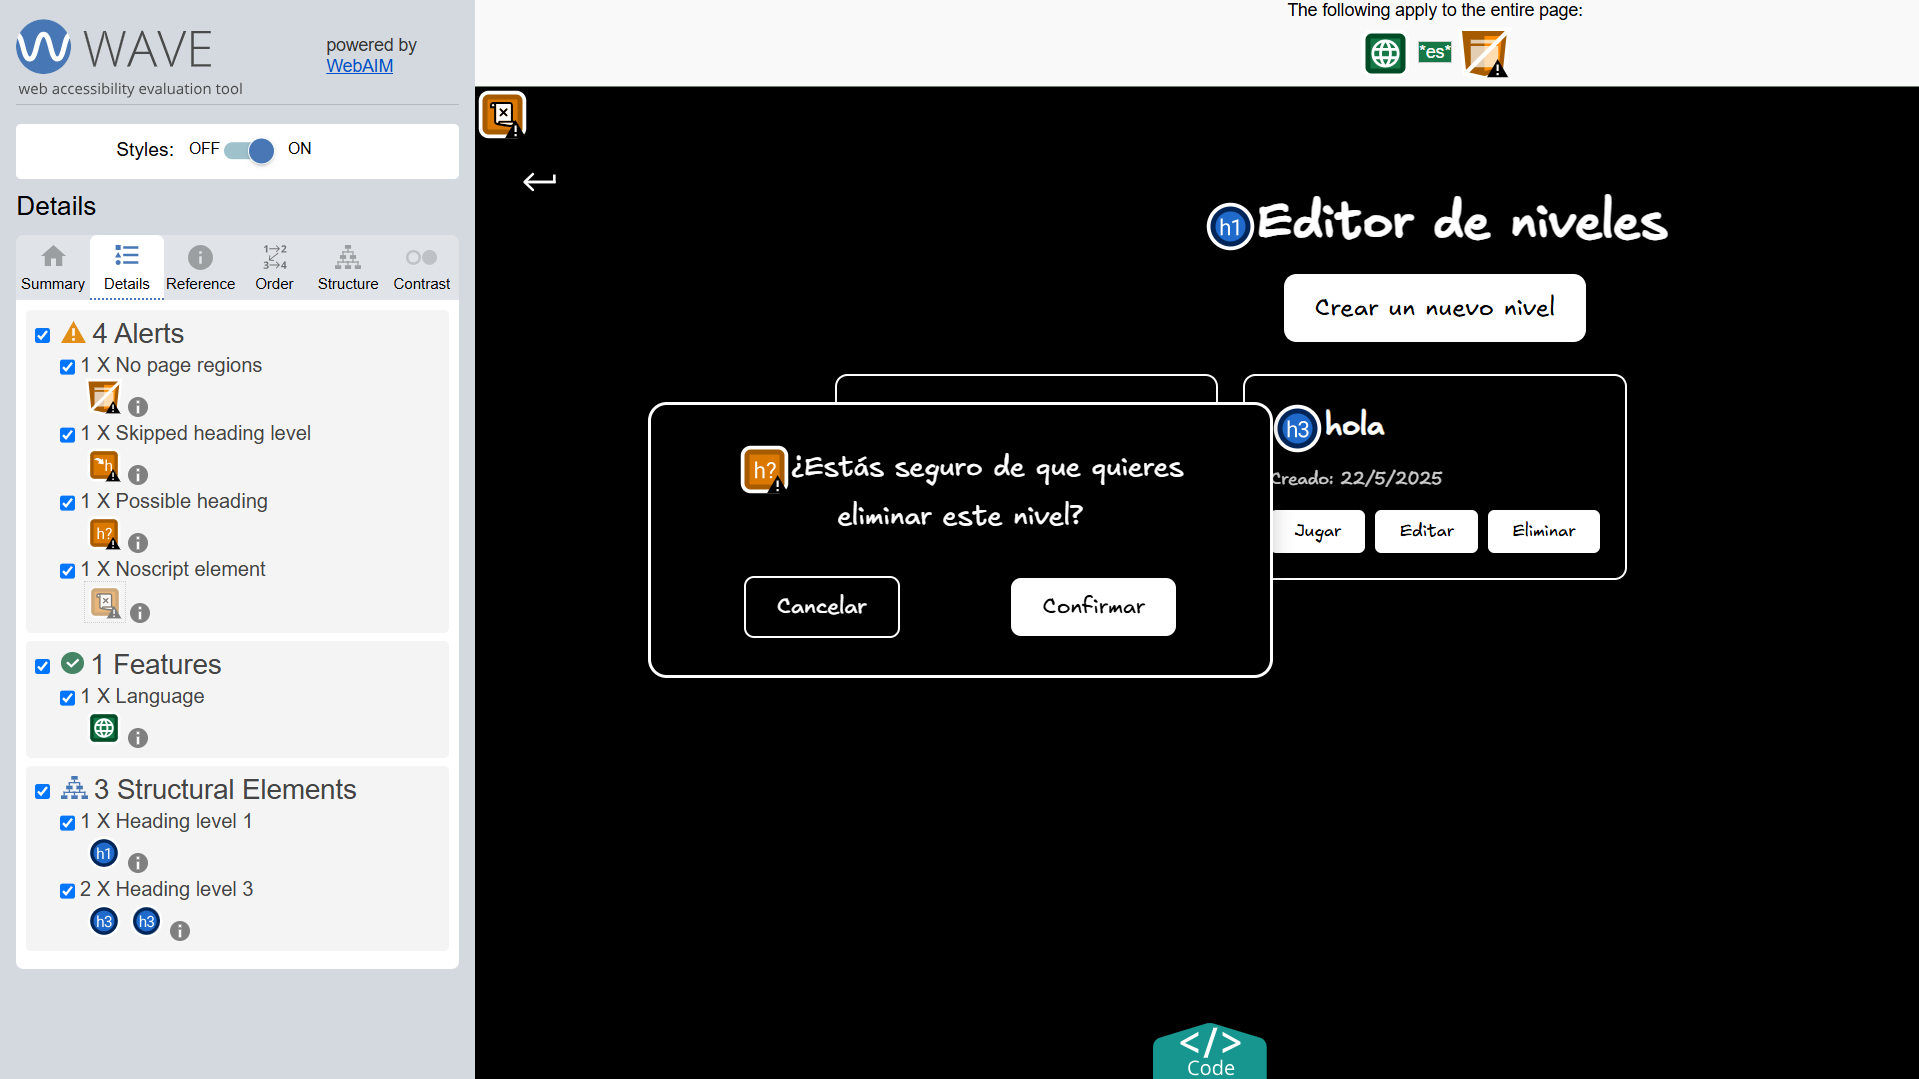 WAVE
web accessibility evaluation tool
powered by
WebAIM
Styles: OFF ON
Details
Summary Details Reference Order Structure Contrast
4 Alerts
1 X No page regions
1 X Skipped heading level
h
1 X Possible heading
h?
1 X Noscript element
1 Features
1 X Language
3 Structural Elements
1 X Heading level 1
h1
2 X Heading level 3
h3 h3
The following apply to the entire page:
*es*
h1 Editor de niveles
Crear un nuevo nivel
h3 hola
Creado: 22/5/2025
Jugar Editar Eliminar
h? ¿Estás seguro de que quieres
eliminar este nivel?
Cancelar Confirmar
</>
Code